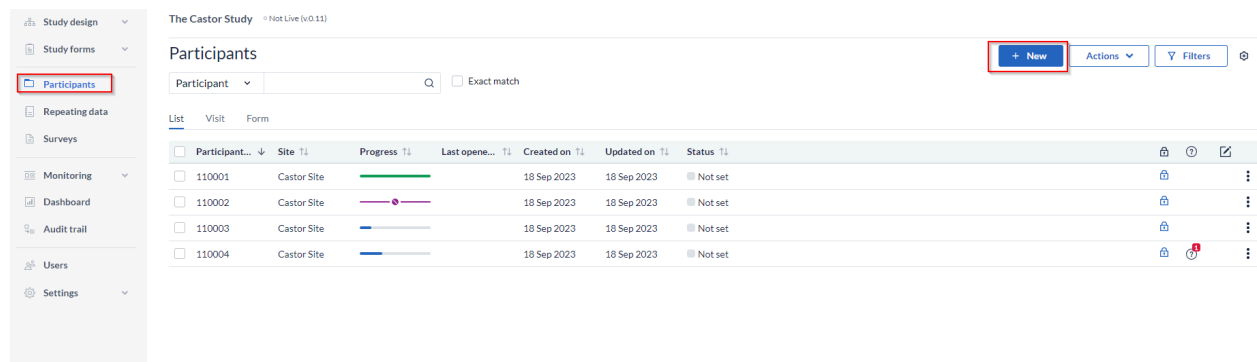 Study design
Study forms
Participants
Repeating data
Surveys
Monitoring
Dashboard
Audit trail
Users
Settings
The Castor Study Not Live (v.0.11)
Participants
+ New Actions Filters
Participant Exact match
List Visit Form
Participant... Site Progress Last opene... Created on Updated on Status
110001 Castor Site 18 Sep 2023 18 Sep 2023 Not set
110002 Castor Site 18 Sep 2023 18 Sep 2023 Not set
110003 Castor Site 18 Sep 2023 18 Sep 2023 Not set
110004 Castor Site 18 Sep 2023 18 Sep 2023 Not set 1